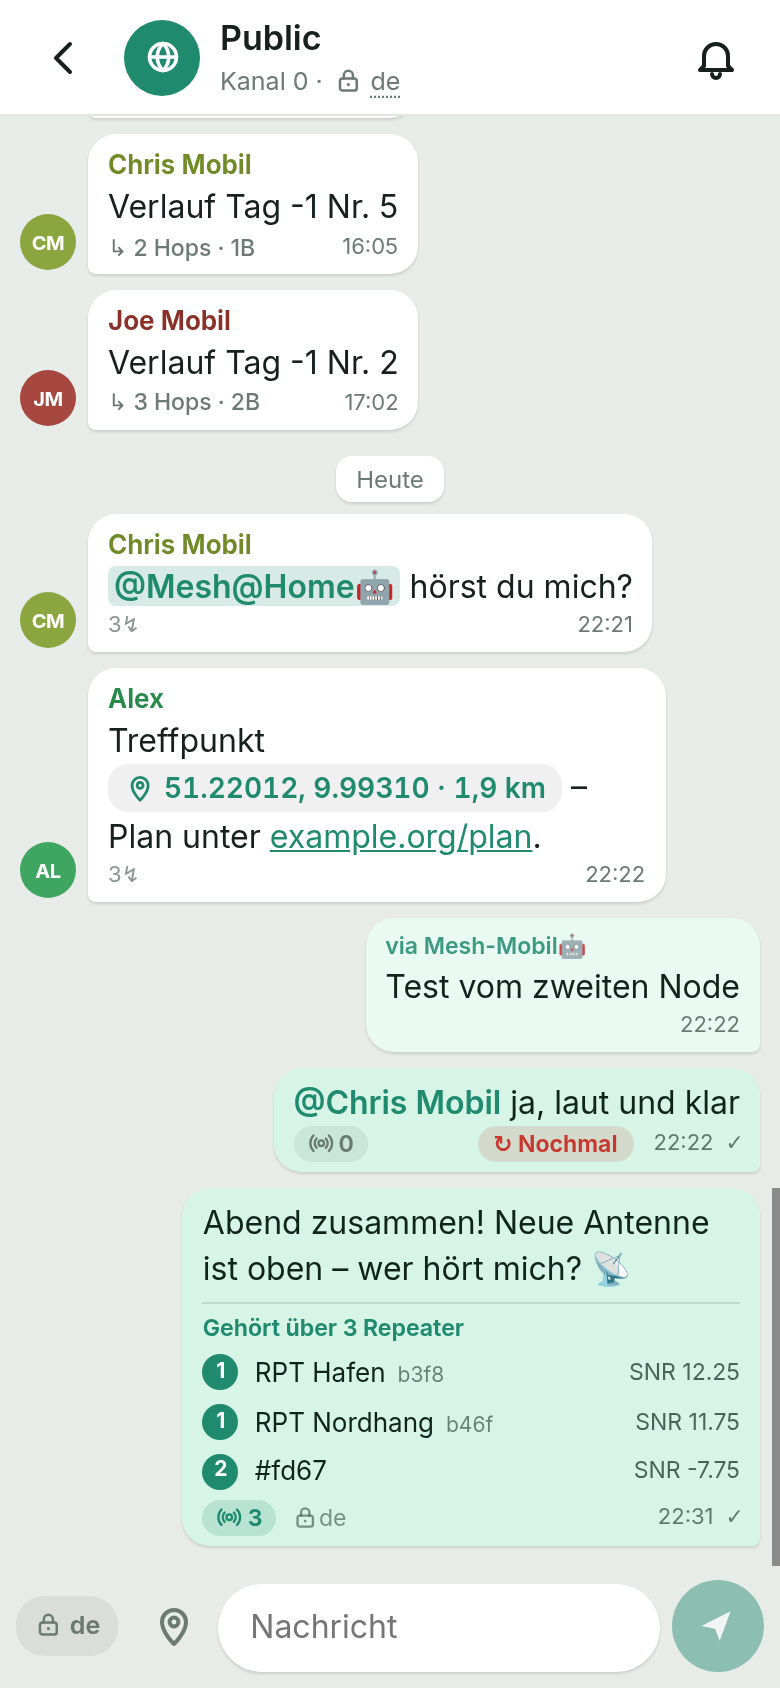 Public
Kanal 0 · de
Chris Mobil
Verlauf Tag -1 Nr. 5
CM
↳ 2 Hops · 1B 16:05
Joe Mobil
Verlauf Tag -1 Nr. 2
JM
↳ 3 Hops · 2B 17:02
Heute
Chris Mobil
@Mesh@Home🤖 hörst du mich?
CM
3↯ 22:21
Alex
Treffpunkt
51.22012, 9.99310 · 1,9 km –
Plan unter example.org/plan.
AL
3↯ 22:22
via Mesh-Mobil🤖
Test vom zweiten Node
22:22
@Chris Mobil ja, laut und klar
0 ↻ Nochmal 22:22 ✓
Abend zusammen! Neue Antenne
ist oben – wer hört mich? 📡
Gehört über 3 Repeater
1 RPT Hafen b3f8 SNR 12.25
1 RPT Nordhang b46f SNR 11.75
2 #fd67 SNR -7.75
3 de 22:31 ✓
de Nachricht